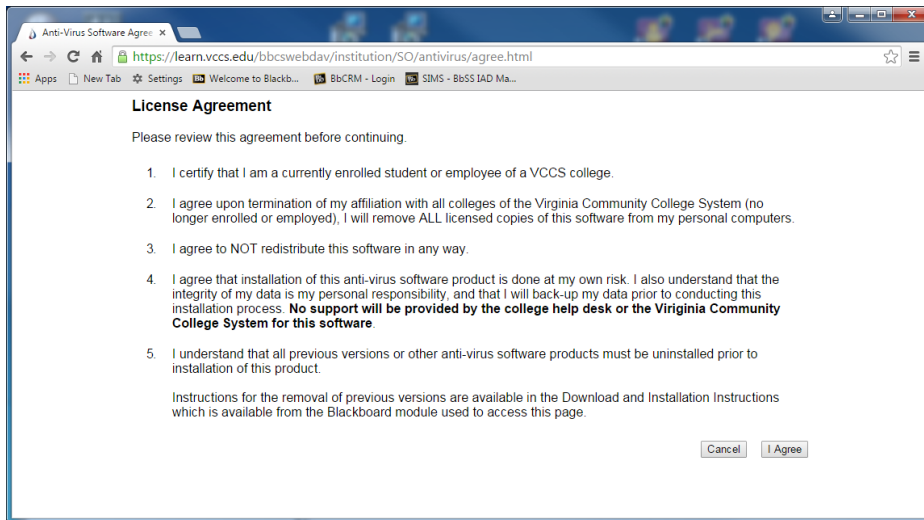 Anti-Virus Software Agree
https://learn.vccs.edu/bbcswebdav/institution/SO/antivirus/agree.html
Apps New Tab Settings Bb Welcome to Blackb... Bb BbCRM - Login Bb SIMS - BbSS IAD Ma...
License Agreement
Please review this agreement before continuing.
1. I certify that I am a currently enrolled student or employee of a VCCS college.
2. I agree upon termination of my affiliation with all colleges of the Virginia Community College System (no
longer enrolled or employed), I will remove ALL licensed copies of this software from my personal computers.
3. I agree to NOT redistribute this software in any way.
4. I agree that installation of this anti-virus software product is done at my own risk. I also understand that the
integrity of my data is my personal responsibility, and that I will back-up my data prior to conducting this
installation process. No support will be provided by the college help desk or the Viriginia Community
College System for this software.
5. I understand that all previous versions or other anti-virus software products must be uninstalled prior to
installation of this product.
Instructions for the removal of previous versions are available in the Download and Installation Instructions
which is available from the Blackboard module used to access this page.
Cancel I Agree